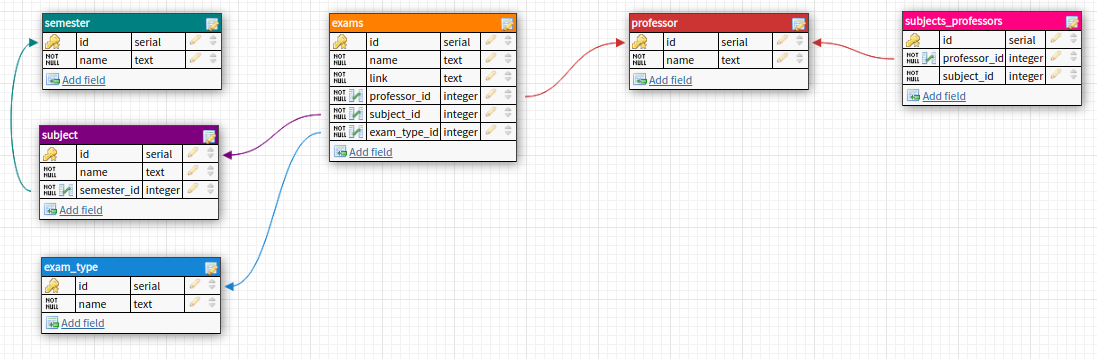 semester
id serial
NOT NULL name text
Add field
subject
id serial
NOT NULL name text
NOT NULL semester_id integer
Add field
exam_type
id serial
NOT NULL name text
Add field
exams
id serial
NOT NULL name text
NOT NULL link text
NOT NULL professor_id integer
NOT NULL subject_id integer
NOT NULL exam_type_id integer
Add field
professor
id serial
NOT NULL name text
Add field
subjects_professors
id serial
NOT NULL professor_id integer
NOT NULL subject_id integer
Add field